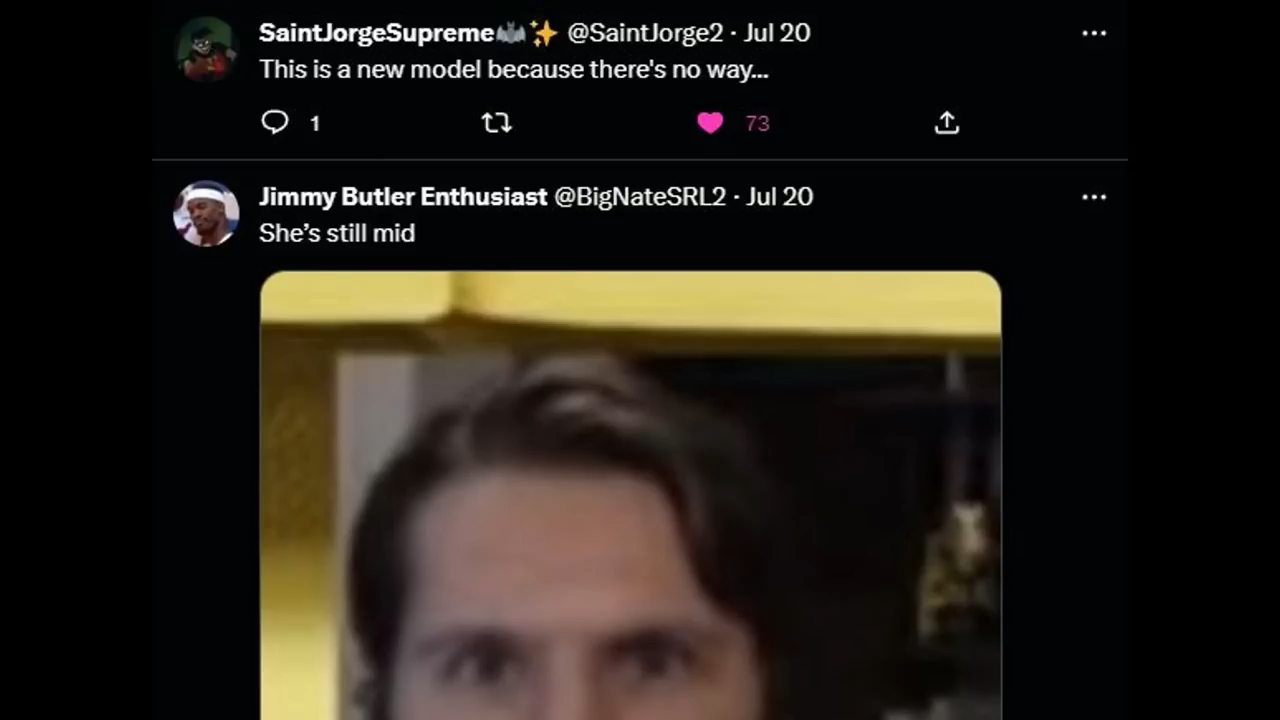 SaintJorgeSupreme🦇✨ @SaintJorge2 · Jul 20
This is a new model because there's no way...
1
73
Jimmy Butler Enthusiast @BigNateSRL2 · Jul 20
She’s still mid